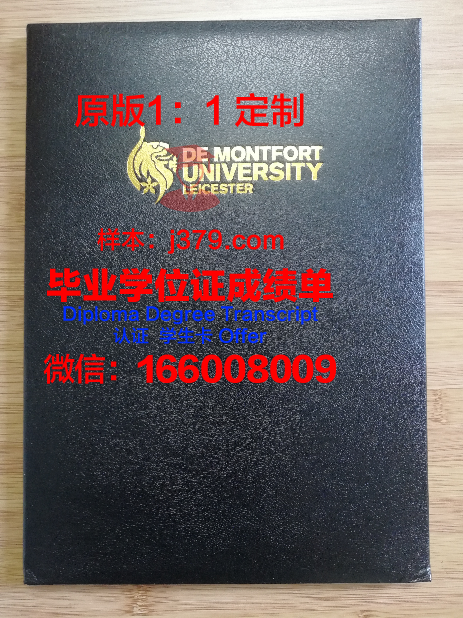 原版1：1 定制
DE MONTFORT
UNIVERSITY
LEICESTER
样本：j379.com
毕业学位证成绩单
Diploma Degree Transcript
认证 学生卡 Offer
微信：166008009